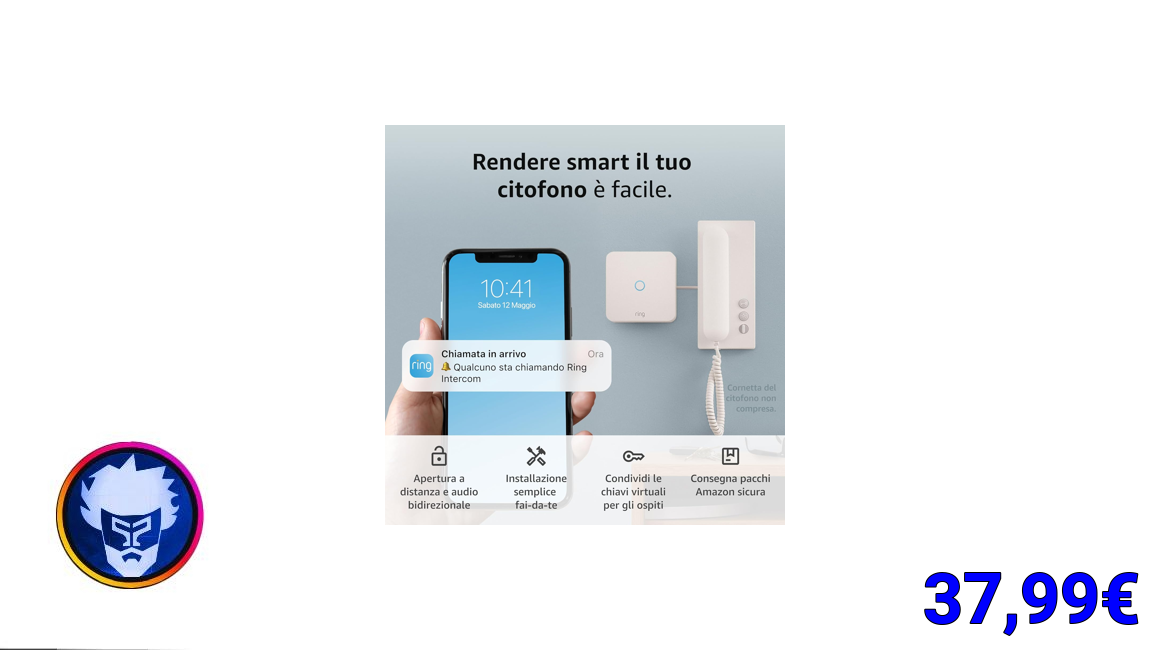 Rendere smart il tuo
citofono è facile.
10:41
Sabato 12 Maggio
ring
ring
Chiamata in arrivo
Ora
🔔 Qualcuno sta chiamando Ring
Intercom
Cornetta del
citofono non
compresa.
Apertura a
distanza e audio
bidirezionale
Installazione
semplice
fai-da-te
Condividi le
chiavi virtuali
per gli ospiti
Consegna pacchi
Amazon sicura
37,99€